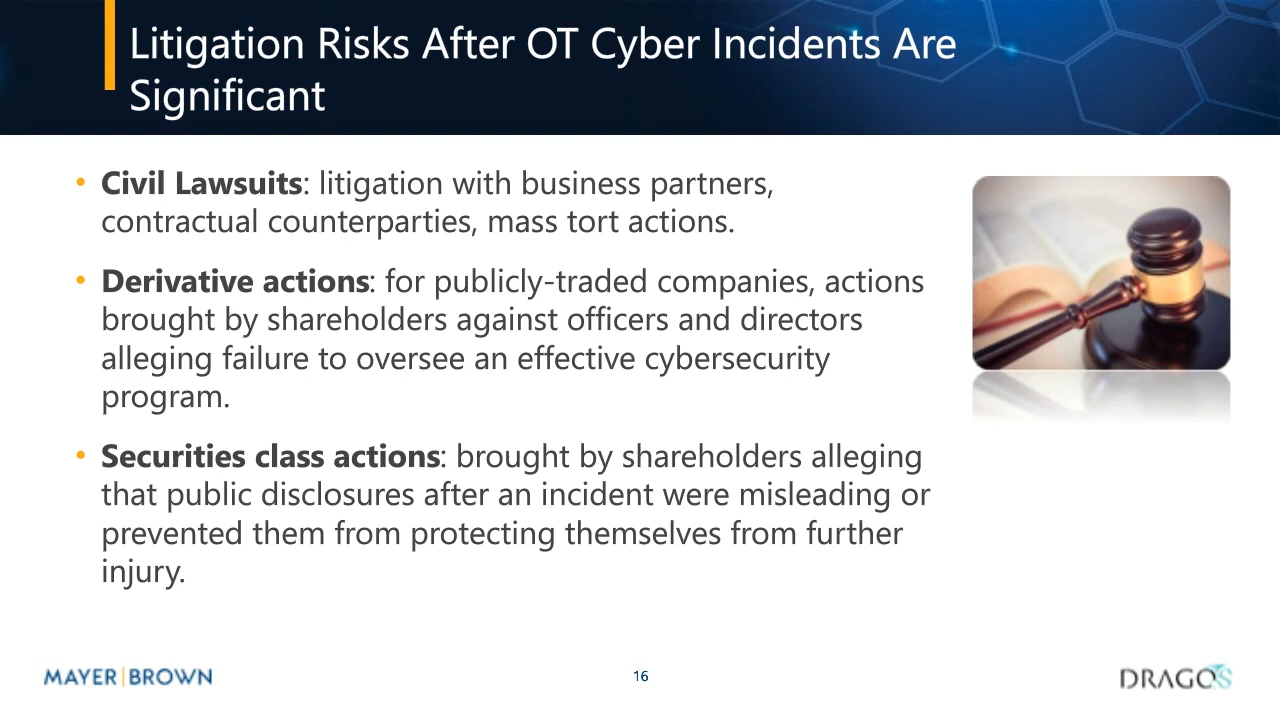 Litigation Risks After OT Cyber Incidents Are
Significant
• Civil Lawsuits: litigation with business partners,
contractual counterparties, mass tort actions.
• Derivative actions: for publicly-traded companies, actions
brought by shareholders against officers and directors
alleging failure to oversee an effective cybersecurity
program.
• Securities class actions: brought by shareholders alleging
that public disclosures after an incident were misleading or
prevented them from protecting themselves from further
injury.
MAYER|BROWN
16
DRAGOS